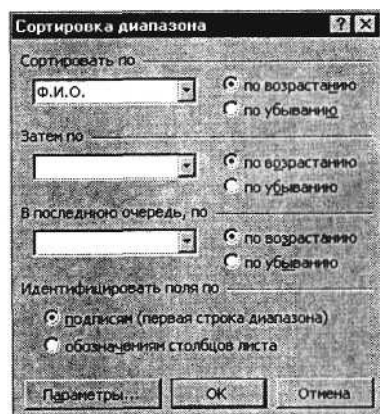 Сортировка диапазона
Сортировать по
Ф.И.О.
по возрастанию
по убыванию
Затем по
по возрастанию
по убыванию
В последнюю очередь, по
по возрастанию
по убыванию
Идентифицировать поля по
подписям (первая строка диапазона)
обозначениям столбцов листа
Параметры...
ОК
Отмена